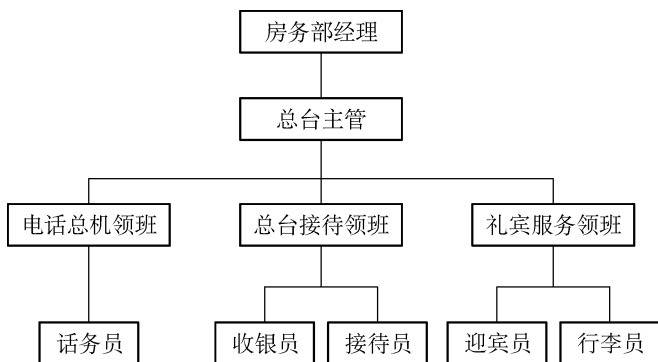 房务部经理
总台主管
电话总机领班
总台接待领班
礼宾服务领班
话务员
收银员
接待员
迎宾员
行李员